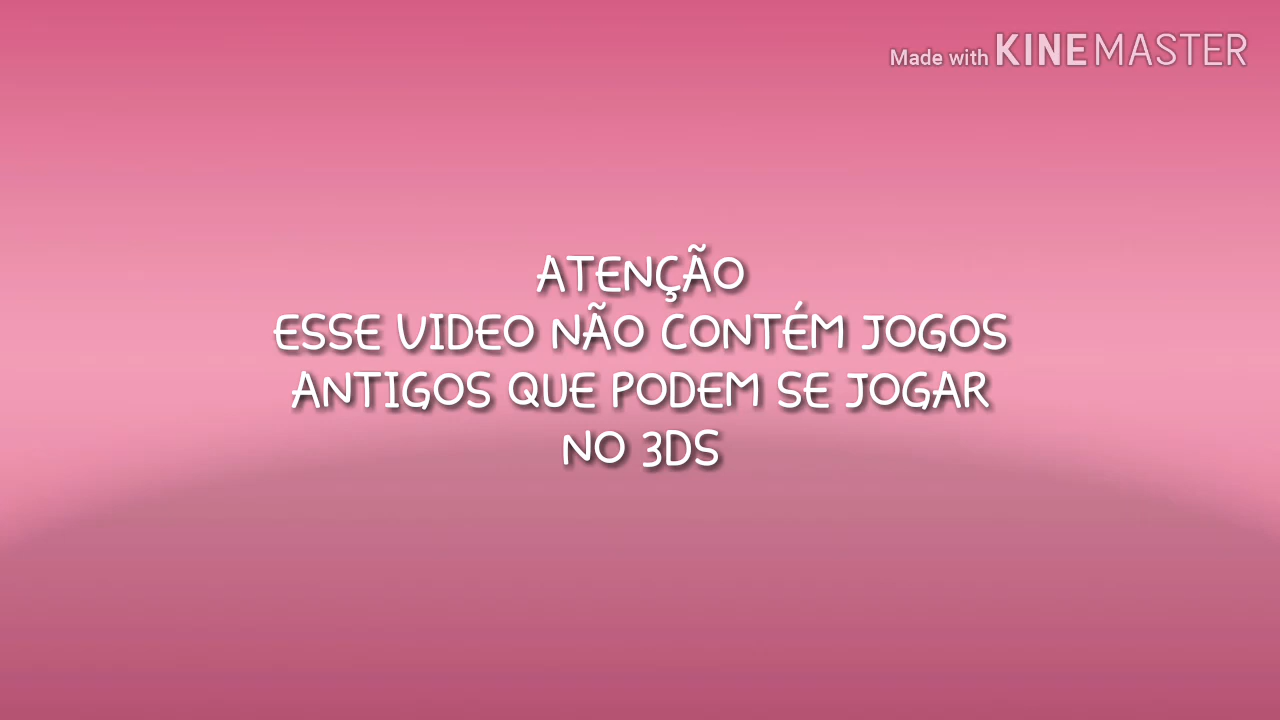 Made with KINEMASTER
ATENÇÃO
ESSE VIDEO NÃO CONTÉM JOGOS
ANTIGOS QUE PODEM SE JOGAR
NO 3DS